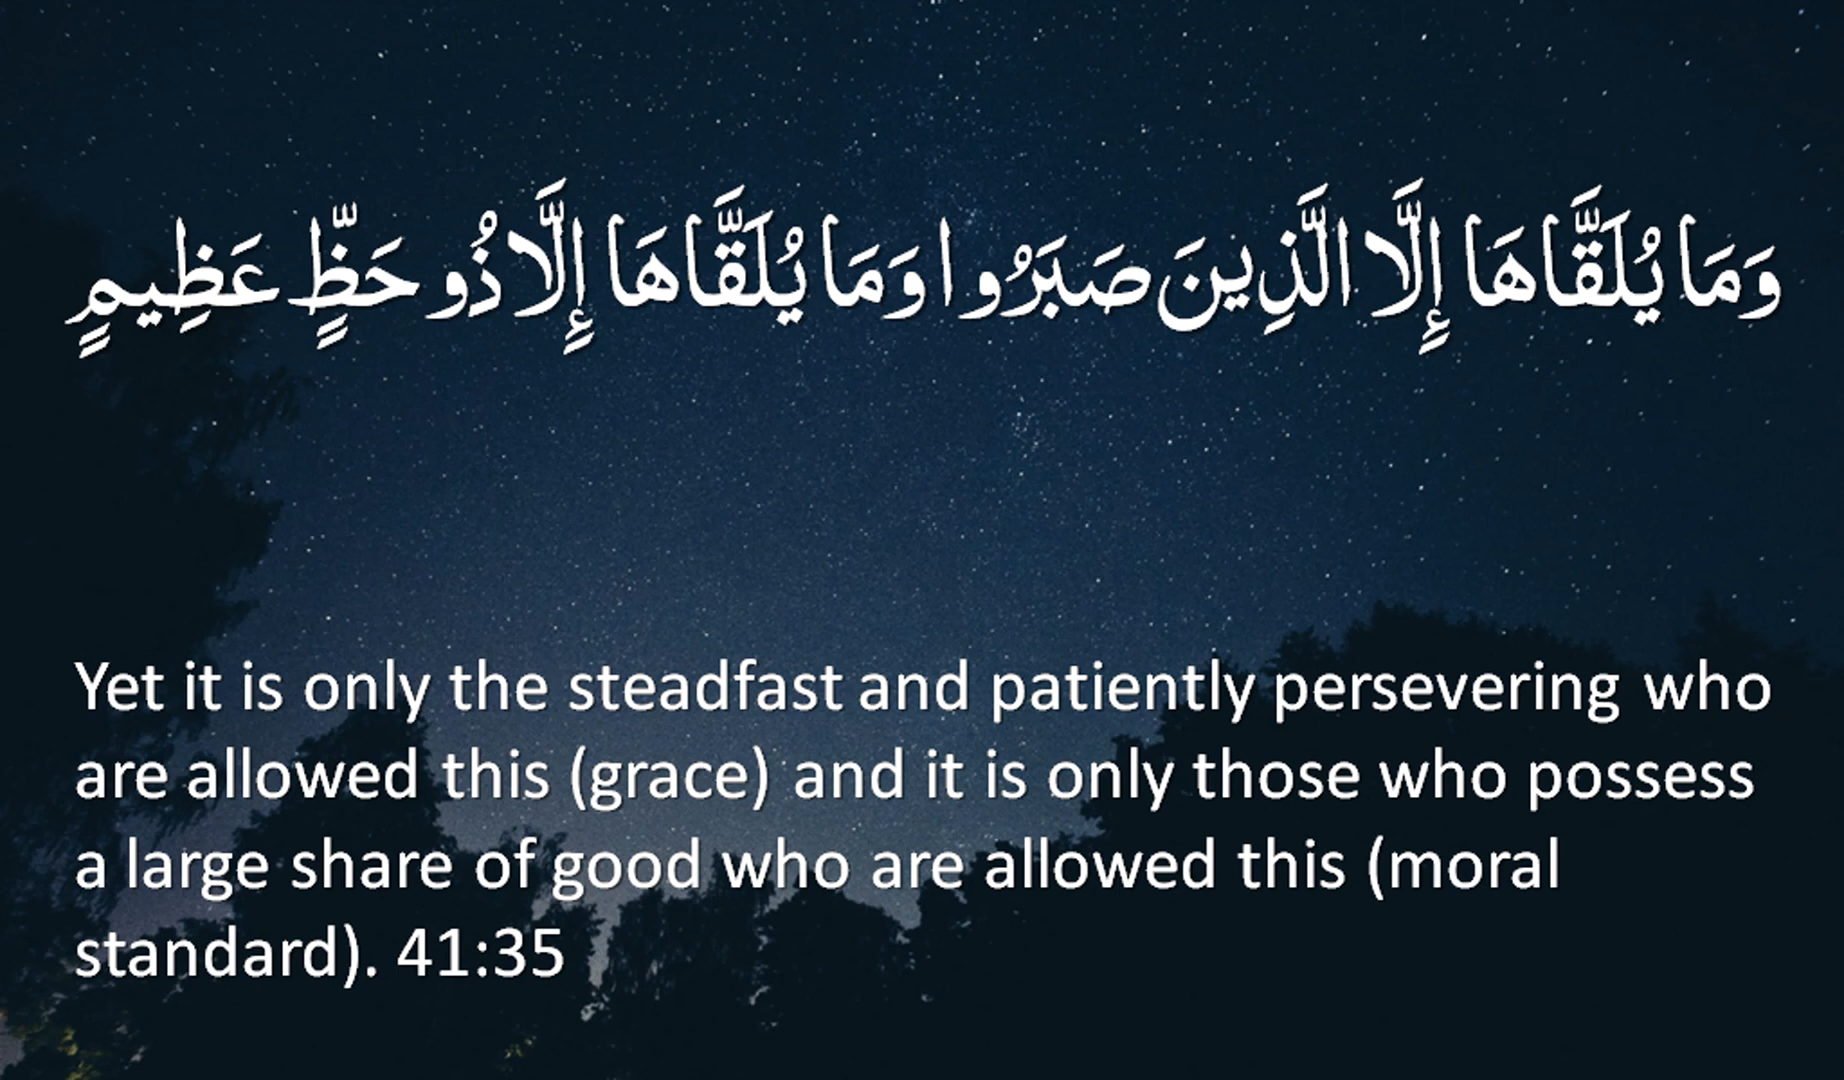 وَمَا يُلَقَّاهَا إِلَّا الَّذِينَ صَبَرُوا وَمَا يُلَقَّاهَا إِلَّا ذُو حَظٍّ عَظِيمٍ
Yet it is only the steadfast and patiently persevering who
are allowed this (grace) and it is only those who possess
a large share of good who are allowed this (moral
standard). 41:35